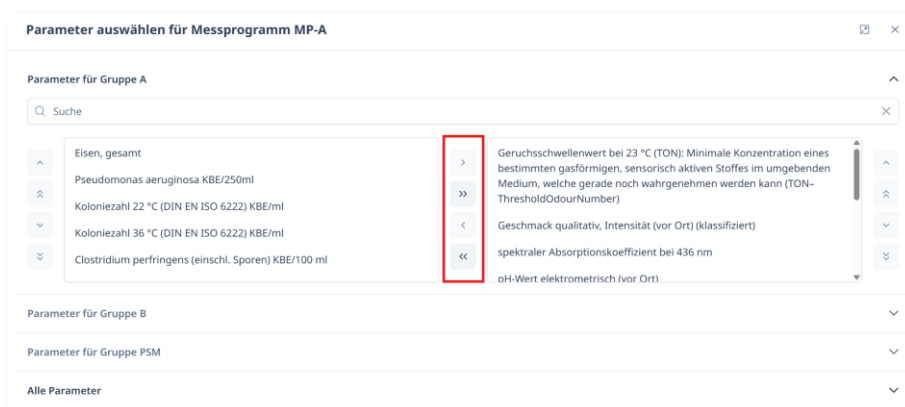 Parameter auswählen für Messprogramm MP-A
Parameter für Gruppe A
Suche
Eisen, gesamt
Pseudomonas aeruginosa KBE/250ml
Koloniezahl 22 °C (DIN EN ISO 6222) KBE/ml
Koloniezahl 36 °C (DIN EN ISO 6222) KBE/ml
Clostridium perfringens (einschl. Sporen) KBE/100 ml
Geruchsschwellenwert bei 23 °C (TON): Minimale Konzentration eines
bestimmten gasförmigen, sensorisch aktiven Stoffes im umgebenden
Medium, welche gerade noch wahrgenehmen werden kann (TON–
ThresholdOdourNumber)
Geschmack qualitativ, Intensität (vor Ort) (klassifiziert)
spektraler Absorptionskoeffizient bei 436 nm
pH-Wert elektrometrisch (vor Ort)
Parameter für Gruppe B
Parameter für Gruppe PSM
Alle Parameter